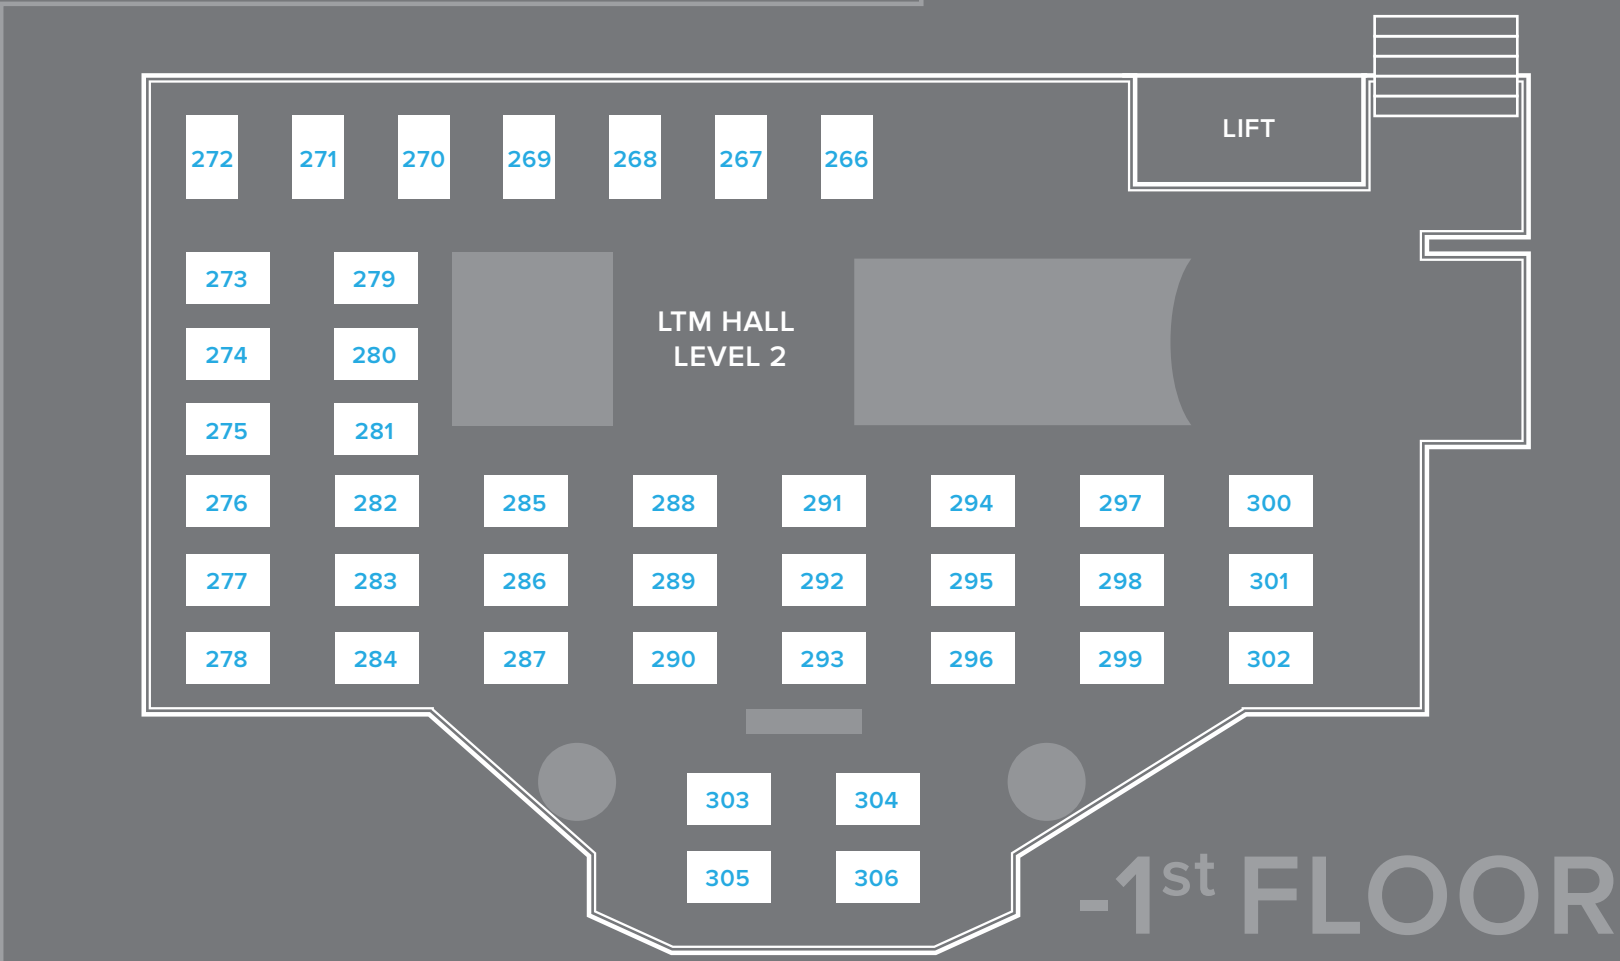 LIFT
272 271 270 269 268 267 266
273 279
LTM HALL
LEVEL 2
274 280
275 281
276 282 285 288 291 294 297 300
277 283 286 289 292 295 298 301
278 284 287 290 293 296 299 302
303 304
305 306
-1st FLOOR